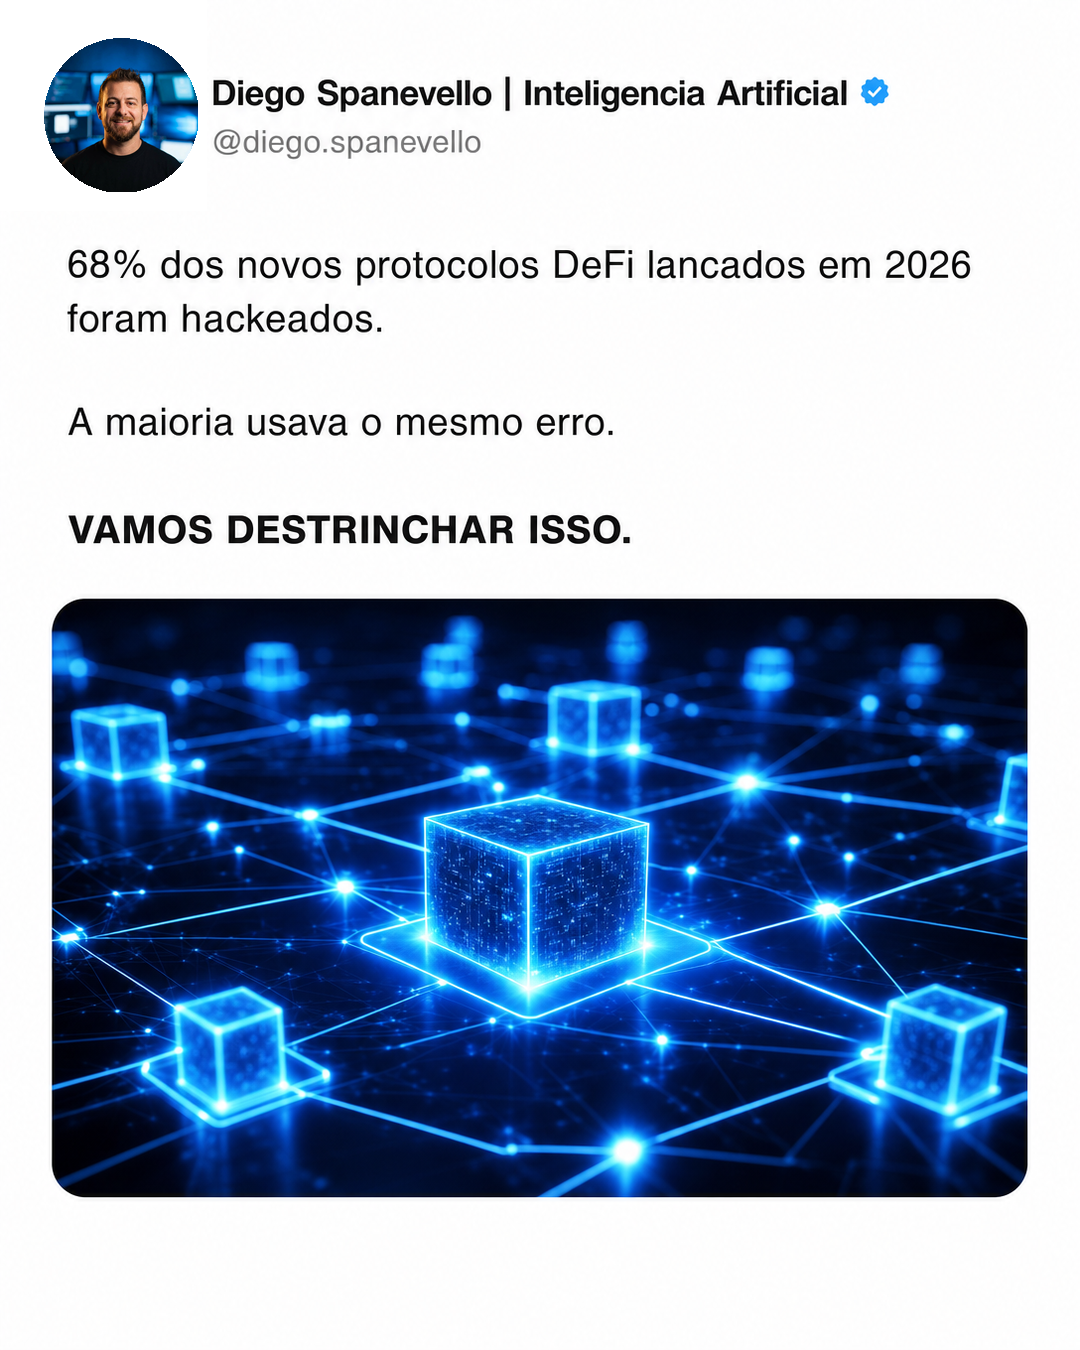 Diego Spanevello | Inteligencia Artificial
@diego.spanevello
68% dos novos protocolos DeFi lancados em 2026
foram hackeados.
A maioria usava o mesmo erro.
VAMOS DESTRINCHAR ISSO.